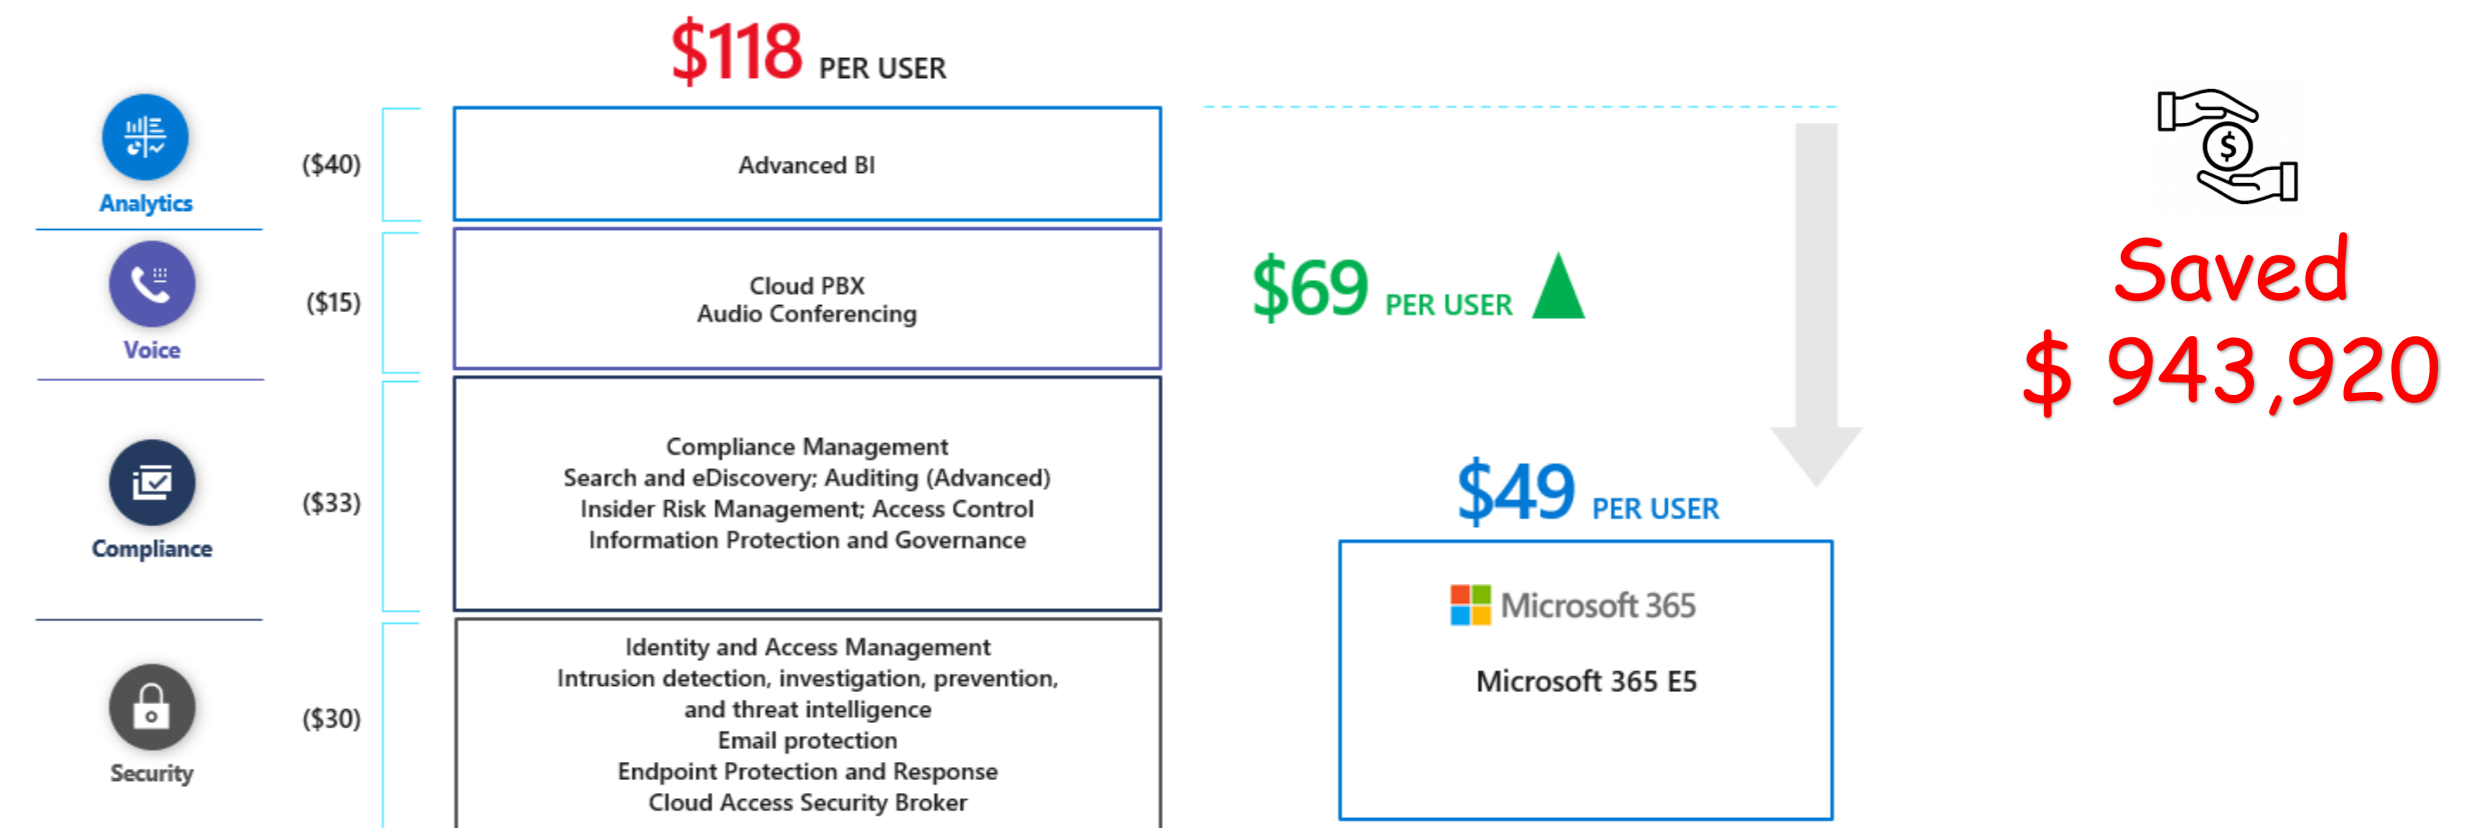 $118 PER USER
Analytics
($40)
Advanced BI
Voice
($15)
Cloud PBX
Audio Conferencing
Compliance
($33)
Compliance Management
Search and eDiscovery; Auditing (Advanced)
Insider Risk Management; Access Control
Information Protection and Governance
Security
($30)
Identity and Access Management
Intrusion detection, investigation, prevention,
and threat intelligence
Email protection
Endpoint Protection and Response
Cloud Access Security Broker
$69 PER USER
$49 PER USER
Microsoft 365
Microsoft 365 E5
$
Saved
$ 943,920